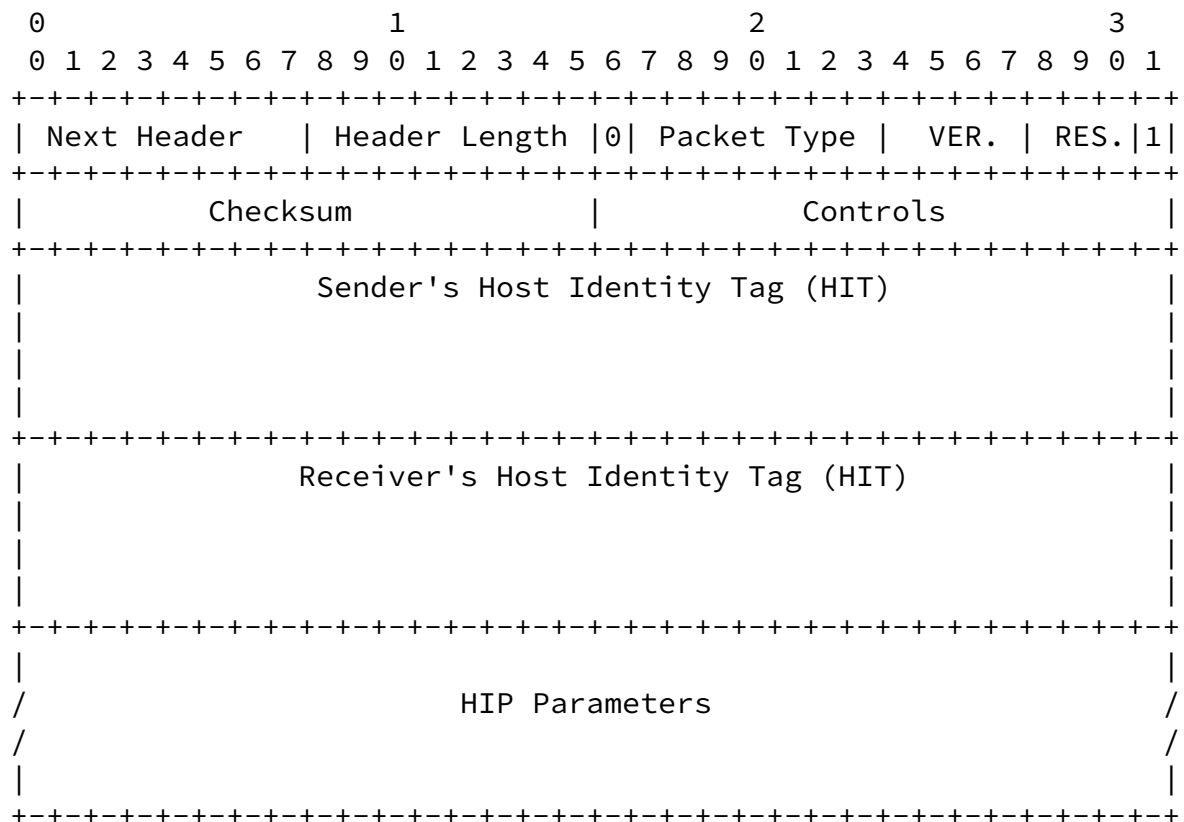 0                   1                   2                   3
 0 1 2 3 4 5 6 7 8 9 0 1 2 3 4 5 6 7 8 9 0 1 2 3 4 5 6 7 8 9 0 1
+-+-+-+-+-+-+-+-+-+-+-+-+-+-+-+-+-+-+-+-+-+-+-+-+-+-+-+-+-+-+-+-+
| Next Header   | Header Length |0| Packet Type |  VER. | RES.|1|
+-+-+-+-+-+-+-+-+-+-+-+-+-+-+-+-+-+-+-+-+-+-+-+-+-+-+-+-+-+-+-+-+
|          Checksum             |           Controls            |
+-+-+-+-+-+-+-+-+-+-+-+-+-+-+-+-+-+-+-+-+-+-+-+-+-+-+-+-+-+-+-+-+
|                Sender's Host Identity Tag (HIT)               |
|                                                               |
|                                                               |
|                                                               |
+-+-+-+-+-+-+-+-+-+-+-+-+-+-+-+-+-+-+-+-+-+-+-+-+-+-+-+-+-+-+-+-+
|               Receiver's Host Identity Tag (HIT)              |
|                                                               |
|                                                               |
|                                                               |
+-+-+-+-+-+-+-+-+-+-+-+-+-+-+-+-+-+-+-+-+-+-+-+-+-+-+-+-+-+-+-+-+
|                                                               |
/                        HIP Parameters                         /
/                                                               /
|                                                               |
+-+-+-+-+-+-+-+-+-+-+-+-+-+-+-+-+-+-+-+-+-+-+-+-+-+-+-+-+-+-+-+-+